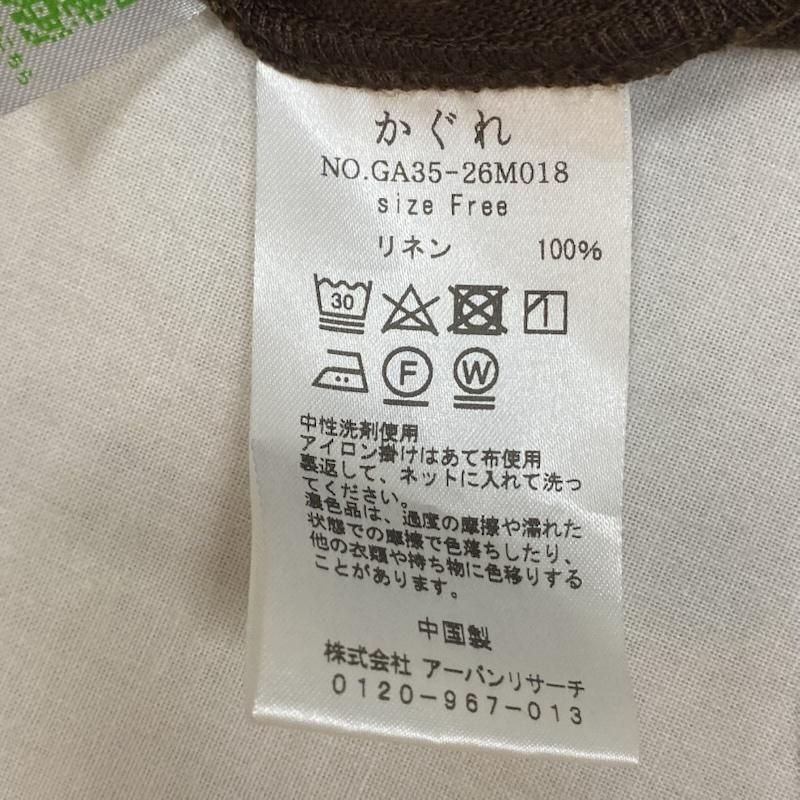 かぐれ
NO.GA35-26M018
size Free
リネン 100%
30
F W
中性洗剤使用
アイロン掛けはあて布使用
裏返して、ネットに入れて洗っ
てください。
濃色品は、過度の摩擦や濡れた
状態での摩擦で色落ちしたり、
他の衣類や持ち物に色移りする
ことがあります。
中国製
株式会社 アーバンリサーチ
0120-967-013